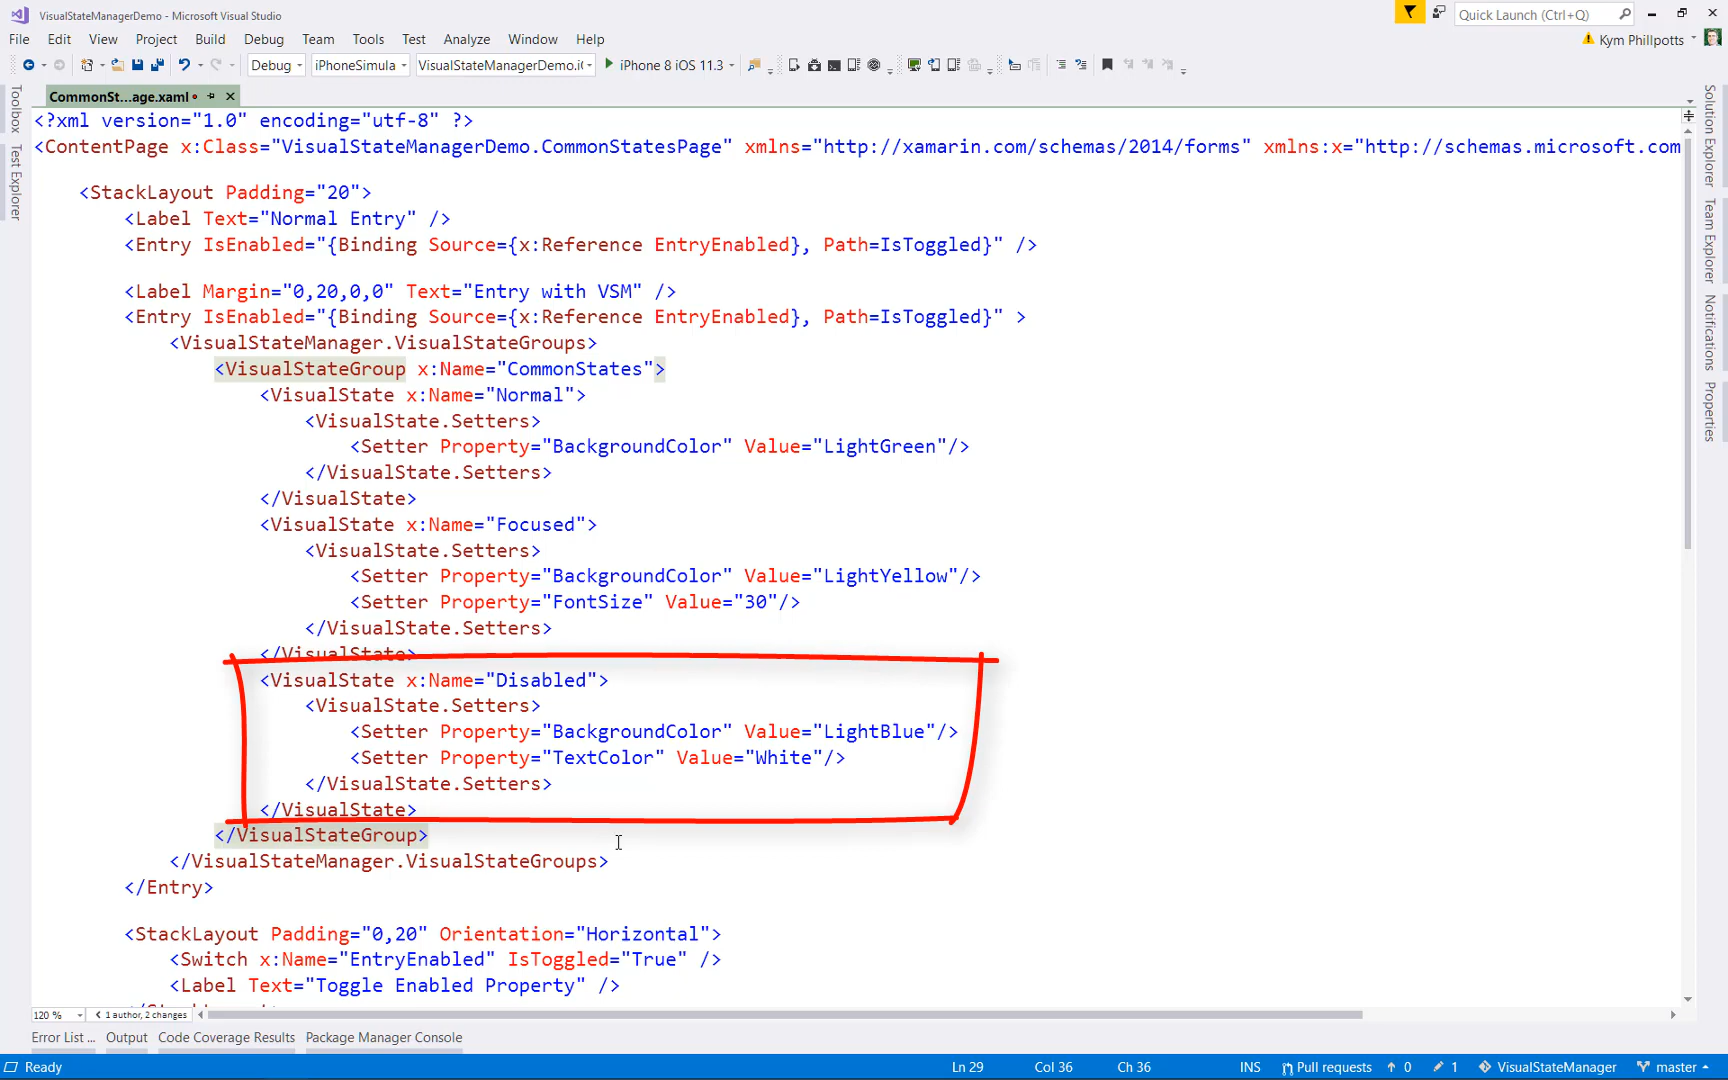 VisualStateManagerDemo - Microsoft Visual Studio
Quick Launch (Ctrl+Q)
File Edit View Project Build Debug Team Tools Test Analyze Window Help
Kym Phillpotts
Debug iPhoneSimula VisualStateManagerDemo.i( iPhone 8 iOS 11.3
CommonSt...age.xaml
Toolbox
Test Explorer
Solution Explorer
Team Explorer
Notifications
Properties
<?xml version="1.0" encoding="utf-8" ?>
<ContentPage x:Class="VisualStateManagerDemo.CommonStatesPage" xmlns="http://xamarin.com/schemas/2014/forms" xmlns:x="http://schemas.microsoft.com
<StackLayout Padding="20">
<Label Text="Normal Entry" />
<Entry IsEnabled="{Binding Source={x:Reference EntryEnabled}, Path=IsToggled}" />
<Label Margin="0,20,0,0" Text="Entry with VSM" />
<Entry IsEnabled="{Binding Source={x:Reference EntryEnabled}, Path=IsToggled}" >
<VisualStateManager.VisualStateGroups>
<VisualStateGroup x:Name="CommonStates">
<VisualState x:Name="Normal">
<VisualState.Setters>
<Setter Property="BackgroundColor" Value="LightGreen"/>
</VisualState.Setters>
</VisualState>
<VisualState x:Name="Focused">
<VisualState.Setters>
<Setter Property="BackgroundColor" Value="LightYellow"/>
<Setter Property="FontSize" Value="30"/>
</VisualState.Setters>
</VisualState>
<VisualState x:Name="Disabled">
<VisualState.Setters>
<Setter Property="BackgroundColor" Value="LightBlue"/>
<Setter Property="TextColor" Value="White"/>
</VisualState.Setters>
</VisualState>
</VisualStateGroup>
</VisualStateManager.VisualStateGroups>
</Entry>
<StackLayout Padding="0,20" Orientation="Horizontal">
<Switch x:Name="EntryEnabled" IsToggled="True" />
<Label Text="Toggle Enabled Property" />
120 % 1 author, 2 changes
Error List ... Output Code Coverage Results Package Manager Console
Ready Ln 29 Col 36 Ch 36 INS Pull requests 0 1 VisualStateManager master